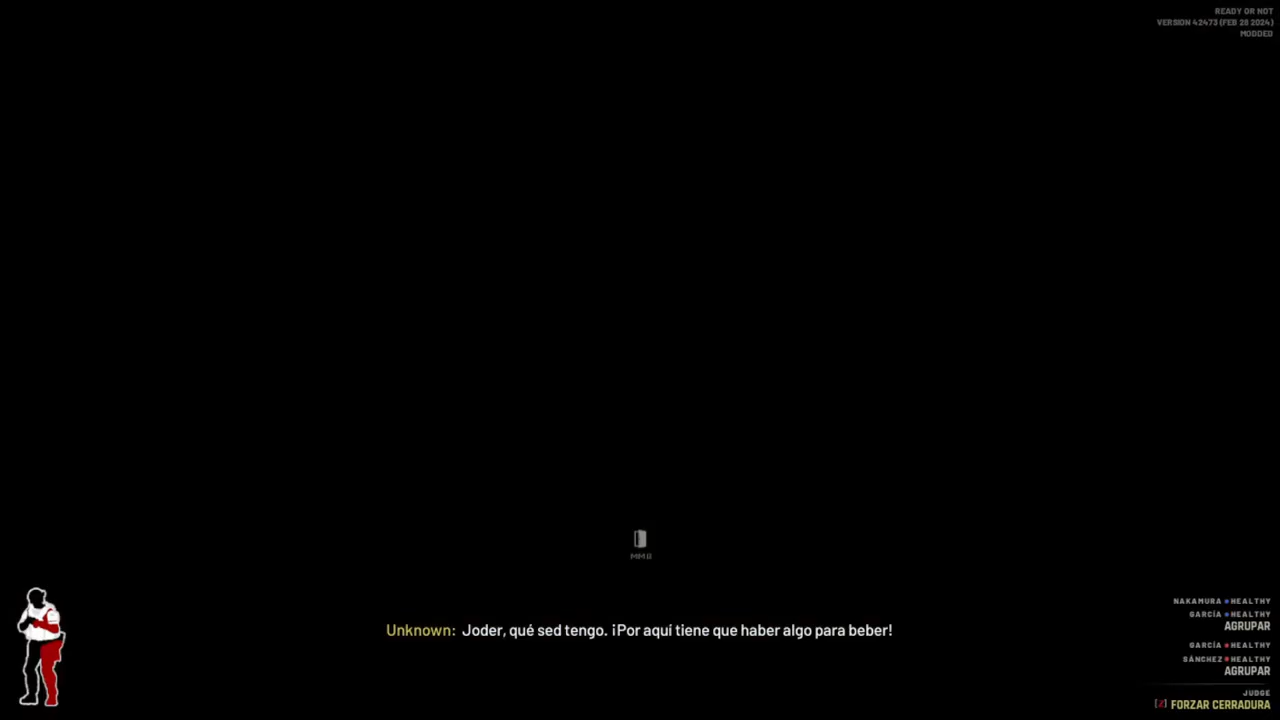 READY OR NOT
VERSION 42473 (FEB 28 2024)
MODDED
MMB
Unknown: Joder, qué sed tengo. ¡Por aquí tiene que haber algo para beber!
NAKAMURA HEALTHY
GARCÍA HEALTHY
AGRUPAR
GARCÍA HEALTHY
SÁNCHEZ HEALTHY
AGRUPAR
JUDGE
[Z] FORZAR CERRADURA